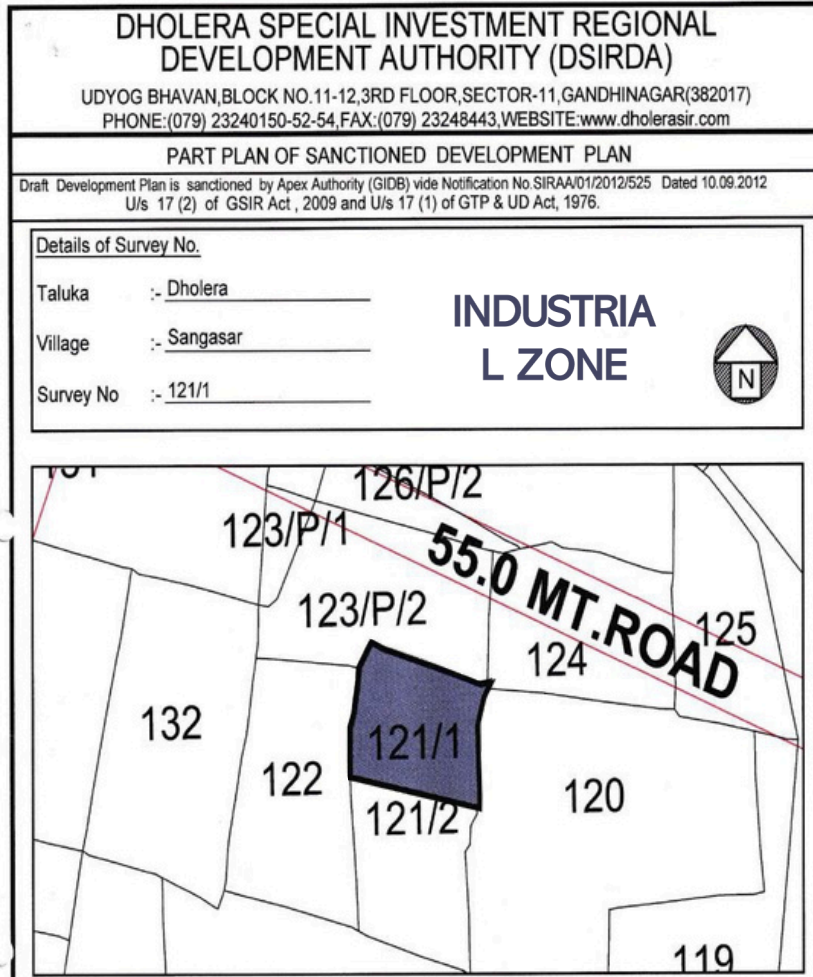 DHOLERA SPECIAL INVESTMENT REGIONAL
DEVELOPMENT AUTHORITY (DSIRDA)
UDYOG BHAVAN,BLOCK NO.11-12,3RD FLOOR,SECTOR-11,GANDHINAGAR(382017)
PHONE:(079) 23240150-52-54,FAX:(079) 23248443,WEBSITE:www.dholerasir.com
PART PLAN OF SANCTIONED DEVELOPMENT PLAN
Draft Development Plan is sanctioned by Apex Authority (GIDB) vide Notification No.SIRAA/01/2012/525 Dated 10.09.2012
U/s 17 (2) of GSIR Act , 2009 and U/s 17 (1) of GTP & UD Act, 1976.
Details of Survey No.
Taluka :- Dholera
Village :- Sangasar
Survey No :- 121/1
INDUSTRIA
L ZONE
N
126/P/2
123/P/1
55.0 MT.ROAD
123/P/2
125
124
132
121/1
122
120
121/2
119